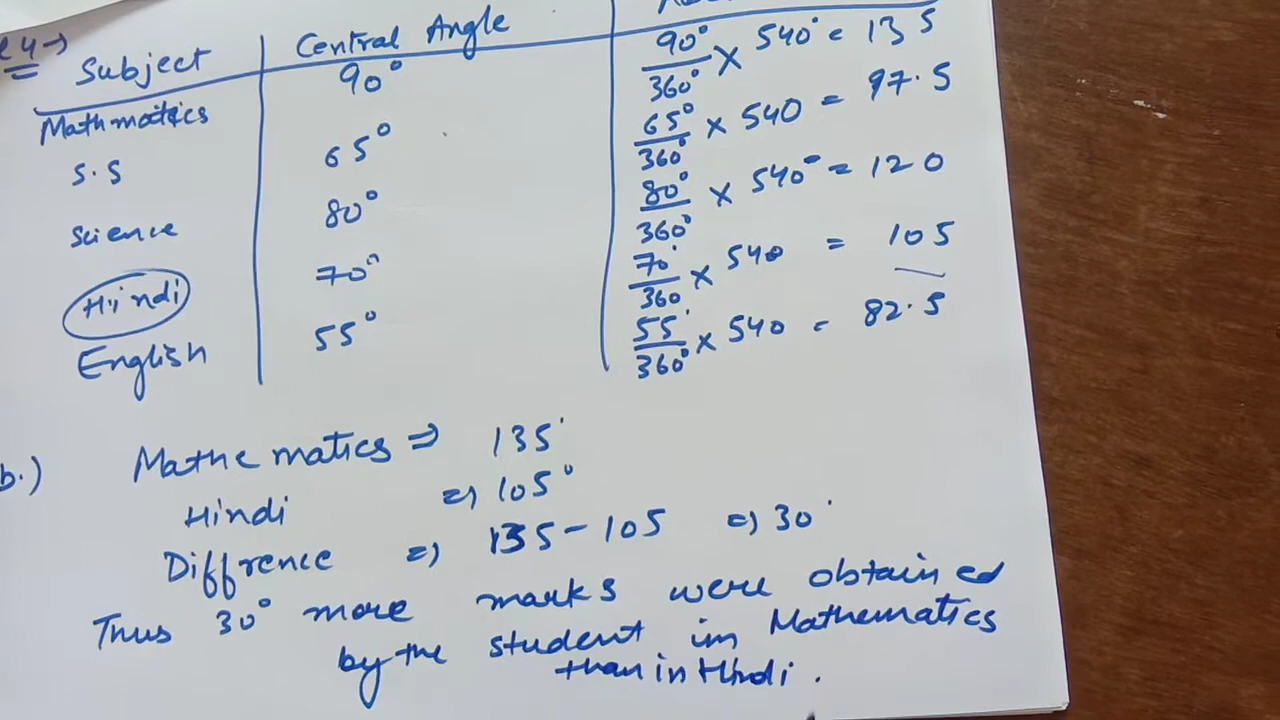 4→ Subject Central Angle
Mathmatics 90° 90°/360° × 540° = 135
S.S 65° 65°/360° × 540 = 97.5
Science 80° 80°/360° × 540° = 120
Hindi 70° 70°/360 × 540 = 105
English 55° 55°/360° × 540 = 82.5
b.) Mathematics ⇒ 135°
Hindi ⇒ 105°
Diffrence ⇒ 135 - 105 ⇒ 30°
Thus 30° more marks were obtained
by the student in Mathematics
than in Hindi.